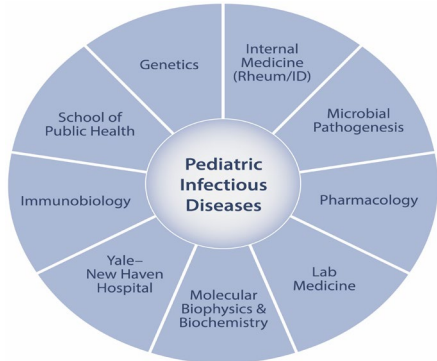 Pediatric
Infectious
Diseases
Internal
Medicine
(Rheum/ID)
Microbial
Pathogenesis
Pharmacology
Lab
Medicine
Molecular
Biophysics &
Biochemistry
Yale–
New Haven
Hospital
Immunobiology
School of
Public Health
Genetics